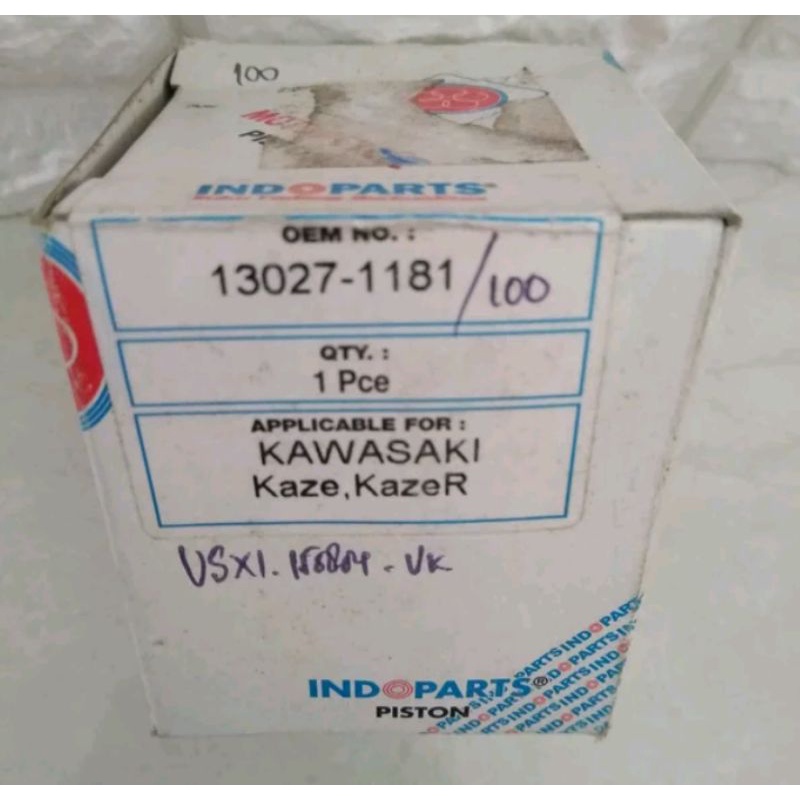 100
INDOPARTS
OEM NO. :
13027-1181/100
QTY. :
1 Pce
APPLICABLE FOR :
KAWASAKI
Kaze, KazeR
INDOPARTS®
PISTON